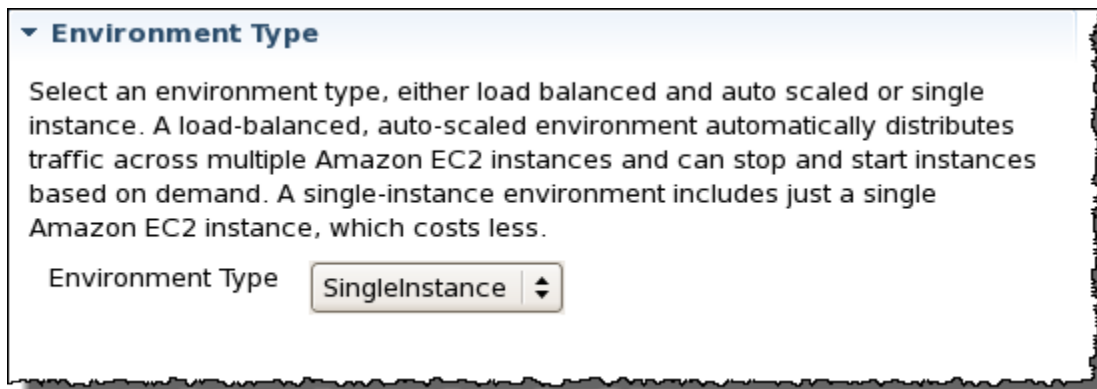 Environment Type
Select an environment type, either load balanced and auto scaled or single
instance. A load-balanced, auto-scaled environment automatically distributes
traffic across multiple Amazon EC2 instances and can stop and start instances
based on demand. A single-instance environment includes just a single
Amazon EC2 instance, which costs less.
Environment Type SingleInstance